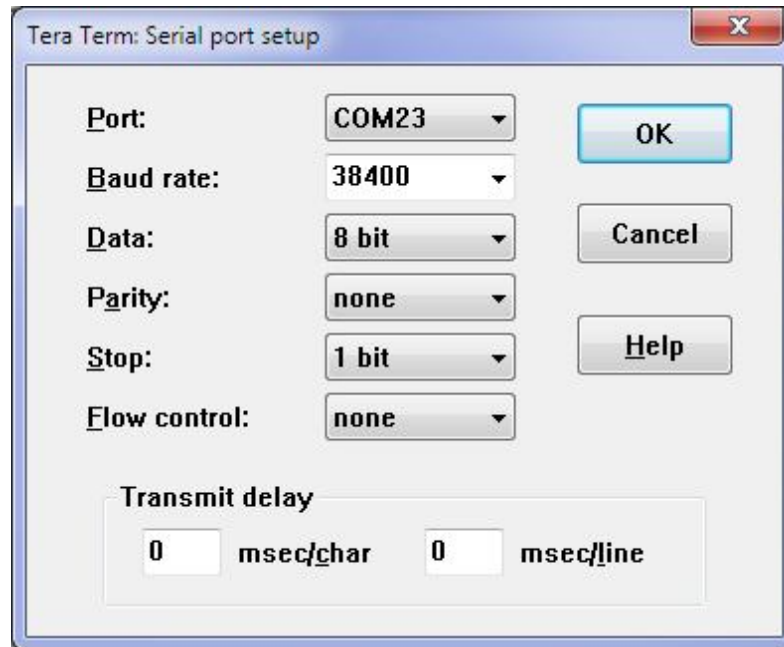 Tera Term: Serial port setup
Port: COM23
OK
Baud rate: 38400
Data: 8 bit
Cancel
Parity: none
Stop: 1 bit
Help
Flow control: none
Transmit delay
0 msec/char 0 msec/line